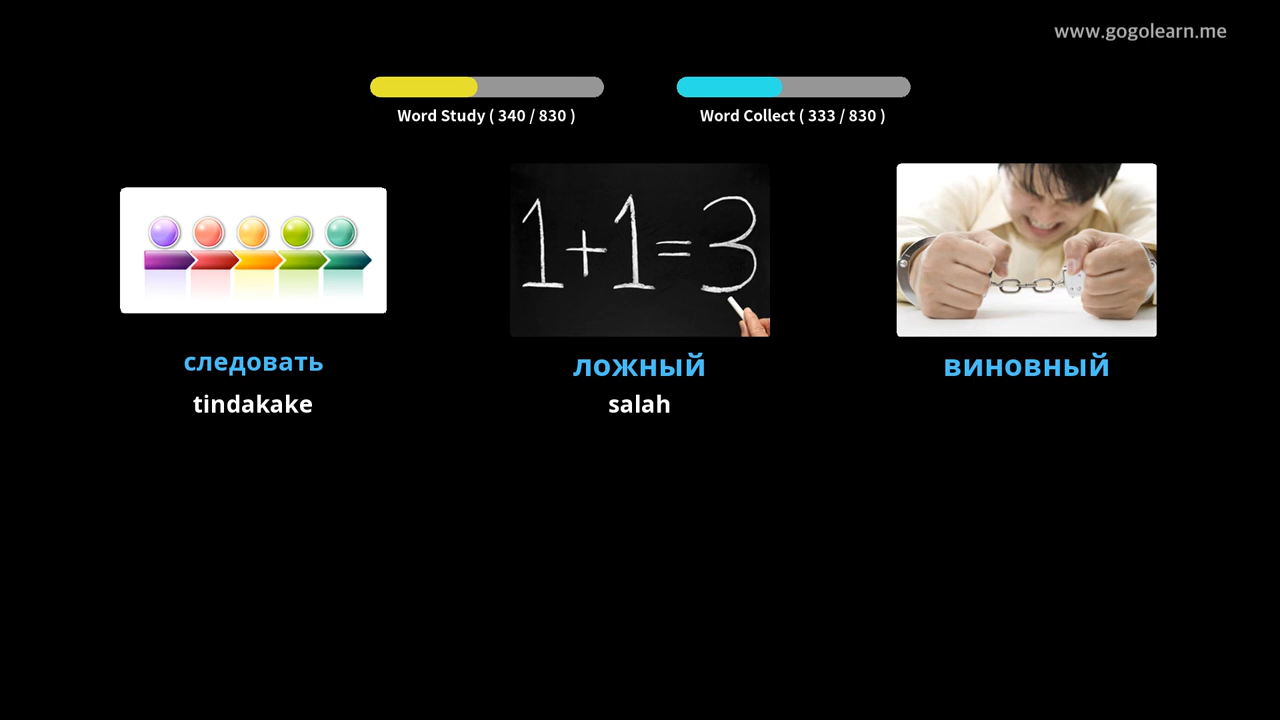 www.gogolearn.me
Word Study ( 340 / 830 )
Word Collect ( 333 / 830 )
1+1=3
следовать
tindakake
ложный
salah
виновный